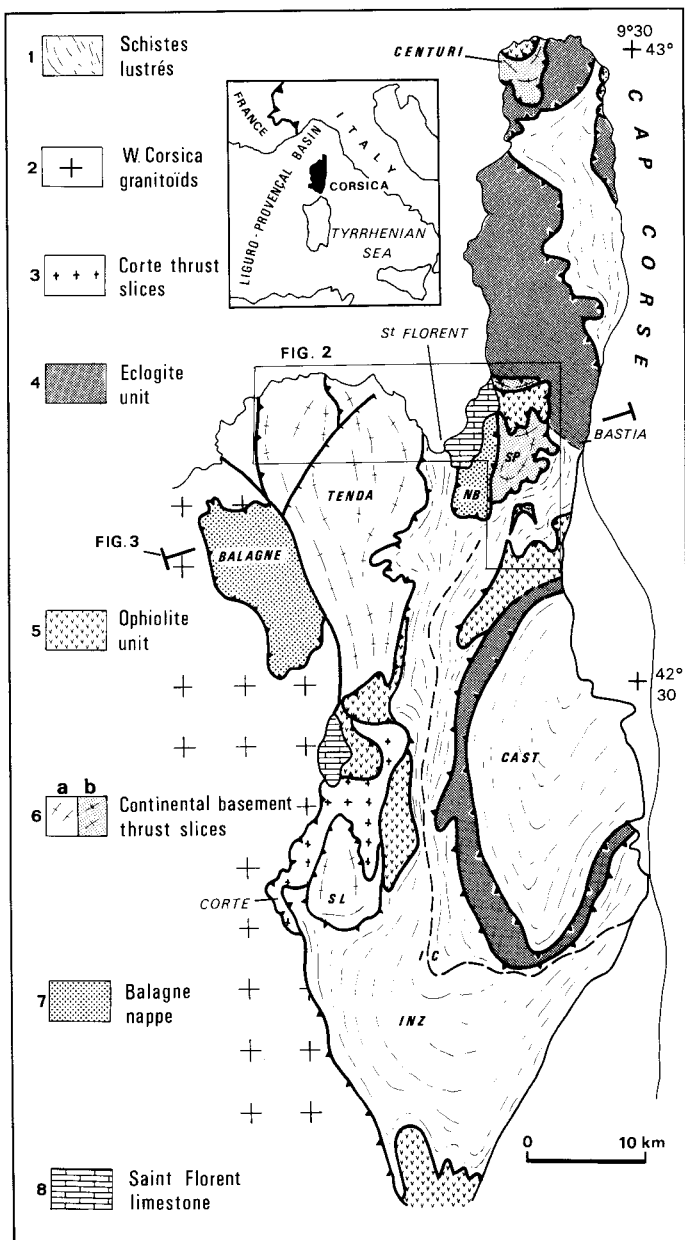 1
Schistes
lustrés
2
W. Corsica
granitoïds
3
Corte thrust
slices
4
Eclogite
unit
5
Ophiolite
unit
a b
6
Continental basement
thrust slices
7
Balagne
nappe
8
Saint Florent
limestone
FRANCE
ITALY
LIGURO-PROVENÇAL BASIN
CORSICA
TYRRHENIAN
SEA
CENTURI
9°30
43°
CAP CORSE
St FLORENT
FIG. 2
BASTIA
SP
NB
TENDA
FIG.3
BALAGNE
42°
30
CAST
SL
CORTE
IC
INZ
0 10 km